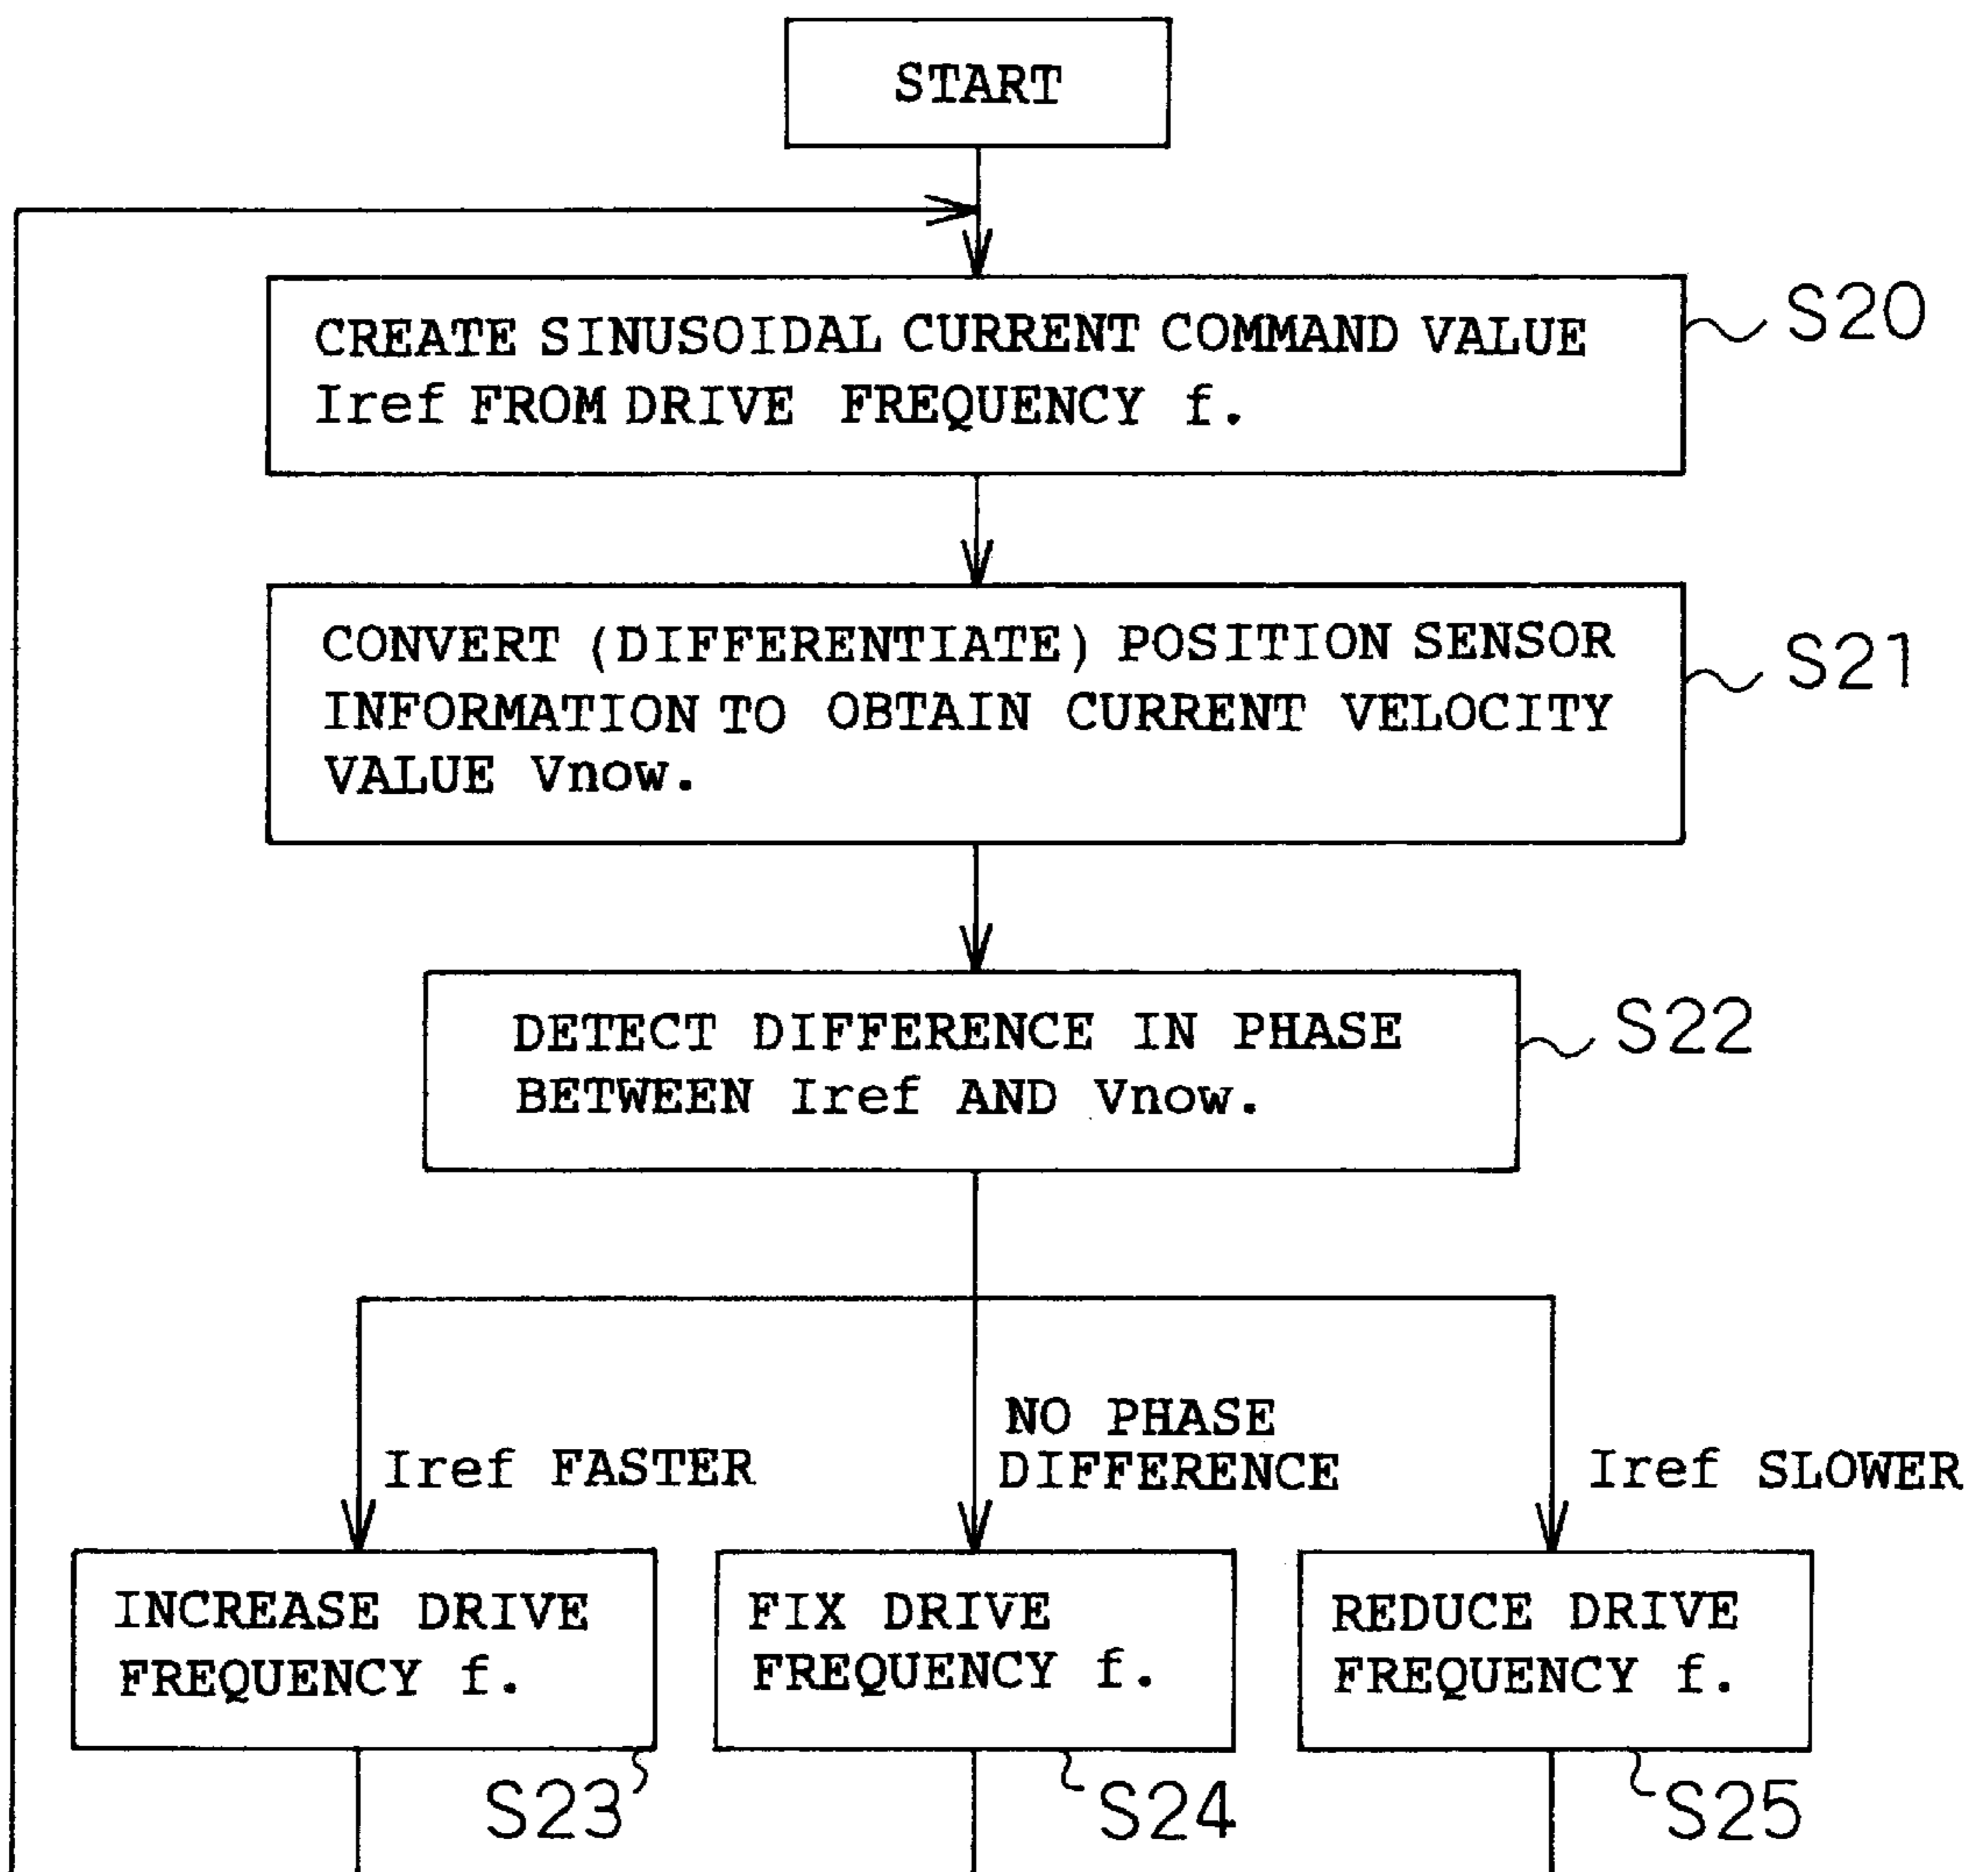 START
CREATE SINUSOIDAL CURRENT COMMAND VALUE
Iref FROM DRIVE FREQUENCY f.
S20
CONVERT (DIFFERENTIATE) POSITION SENSOR
INFORMATION TO OBTAIN CURRENT VELOCITY
VALUE Vnow.
S21
DETECT DIFFERENCE IN PHASE
BETWEEN Iref AND Vnow.
S22
Iref FASTER
NO PHASE
DIFFERENCE
Iref SLOWER
INCREASE DRIVE
FREQUENCY f.
S23
FIX DRIVE
FREQUENCY f.
S24
REDUCE DRIVE
FREQUENCY f.
S25